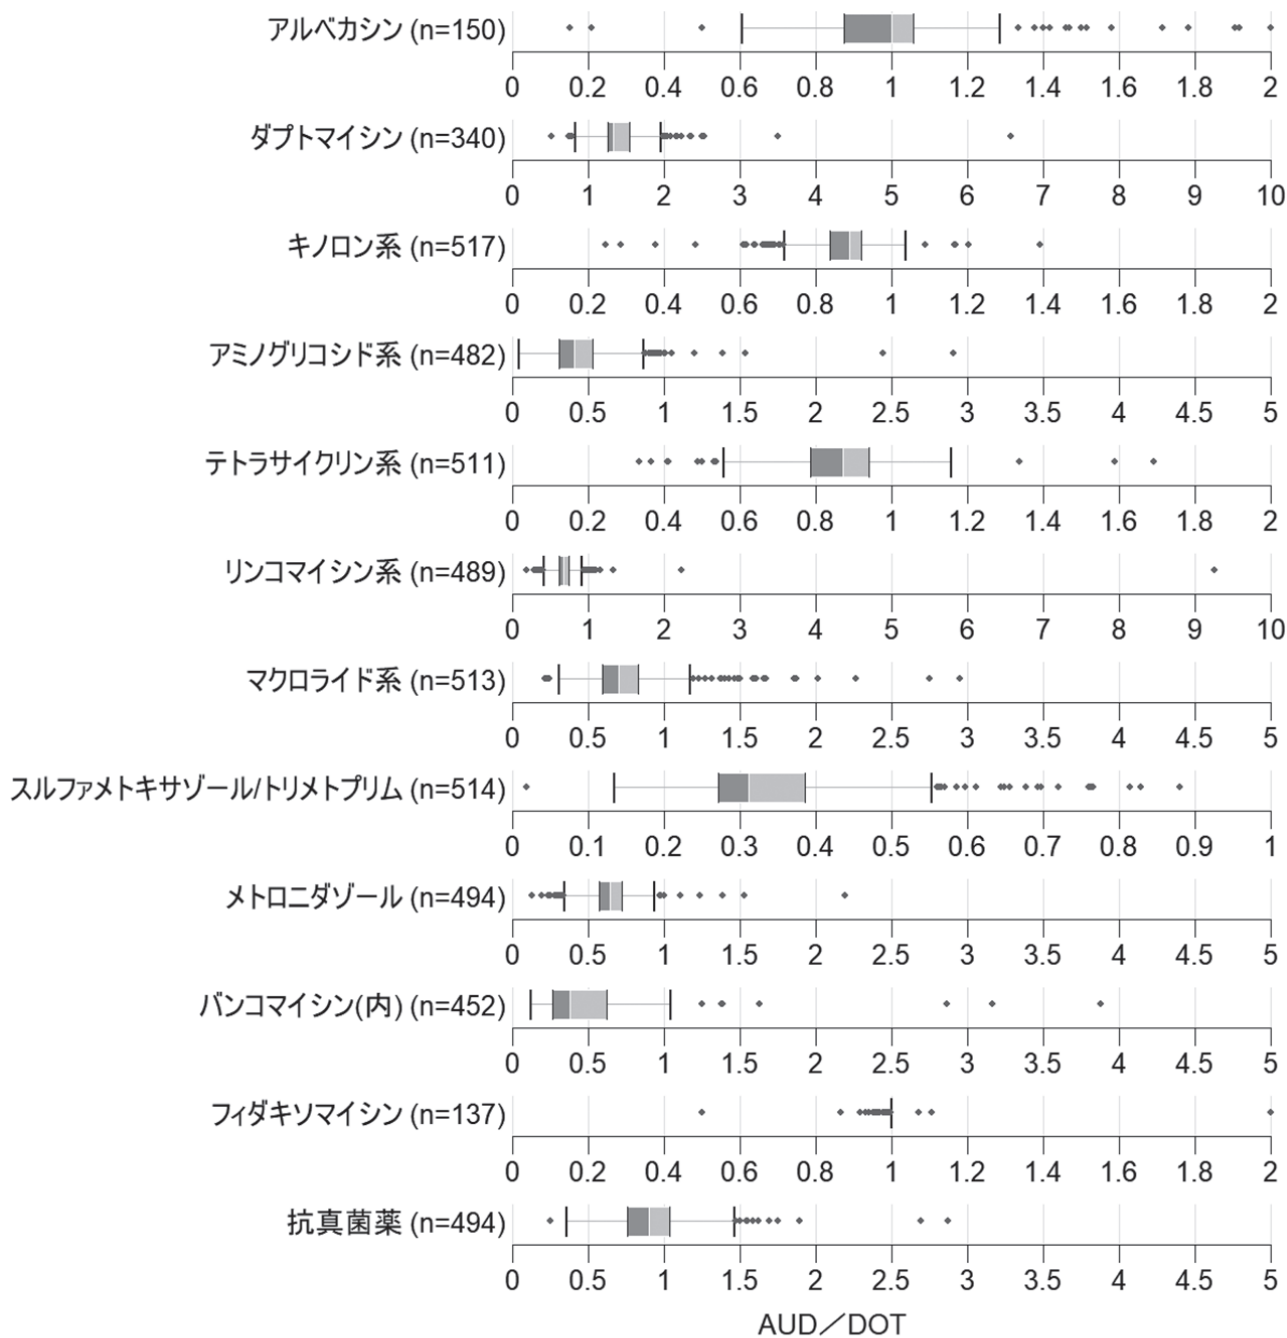 アルベカシン (n=150)
0 0.2 0.4 0.6 0.8 1 1.2 1.4 1.6 1.8 2
ダプトマイシン (n=340)
0 1 2 3 4 5 6 7 8 9 10
キノロン系 (n=517)
0 0.2 0.4 0.6 0.8 1 1.2 1.4 1.6 1.8 2
アミノグリコシド系 (n=482)
0 0.5 1 1.5 2 2.5 3 3.5 4 4.5 5
テトラサイクリン系 (n=511)
0 0.2 0.4 0.6 0.8 1 1.2 1.4 1.6 1.8 2
リンコマイシン系 (n=489)
0 1 2 3 4 5 6 7 8 9 10
マクロライド系 (n=513)
0 0.5 1 1.5 2 2.5 3 3.5 4 4.5 5
スルファメトキサゾール/トリメトプリム (n=514)
0 0.1 0.2 0.3 0.4 0.5 0.6 0.7 0.8 0.9 1
メトロニダゾール (n=494)
0 0.5 1 1.5 2 2.5 3 3.5 4 4.5 5
バンコマイシン(内) (n=452)
0 0.5 1 1.5 2 2.5 3 3.5 4 4.5 5
フィダキソマイシン (n=137)
0 0.2 0.4 0.6 0.8 1 1.2 1.4 1.6 1.8 2
抗真菌薬 (n=494)
0 0.5 1 1.5 2 2.5 3 3.5 4 4.5 5
AUD／DOT